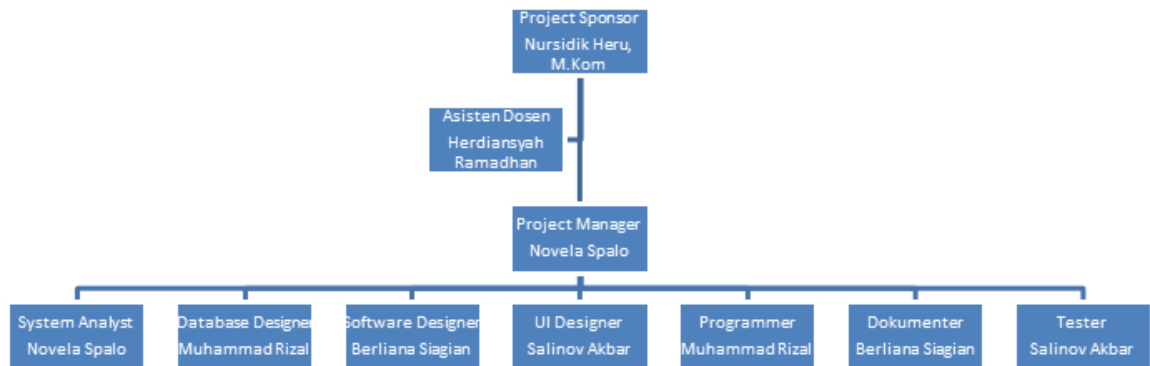 Project Sponsor
Nursidik Heru,
M.Kom
Asisten Dosen
Herdiansyah
Ramadhan
Project Manager
Novela Spalo
System Analyst
Novela Spalo
Database Designer
Muhammad Rizal
Software Designer
Berliana Siagian
UI Designer
Salinov Akbar
Programmer
Muhammad Rizal
Dokumenter
Berliana Siagian
Tester
Salinov Akbar